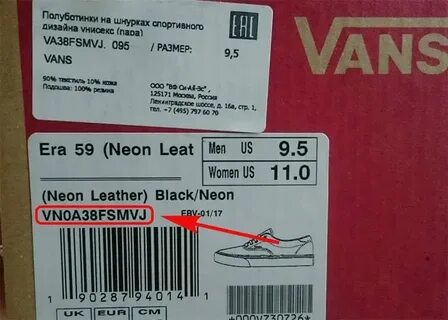 Полуботинки на шнурках спортивного
дизайна унисекс (пара)
VA38FSMVJ. 095 / РАЗМЕР: 9,5
VANS
90% текстиль 10% кожа
Подошва: 100% резина
ООО "ВФ Си-Ай-Эс",
125171 Москва, Россия
Ленинградское шоссе, д. 16а, стр. 1,
тел. +7 (495) 797 60 70
EAC
VANS
Era 59 (Neon Leat
Men US 9.5
Women US 11.0
(Neon Leather) Black/Neon
VN0A38FSMVJ
FBV-01/17
1 90287 94014 1
*000V730726*
UK EUR CM